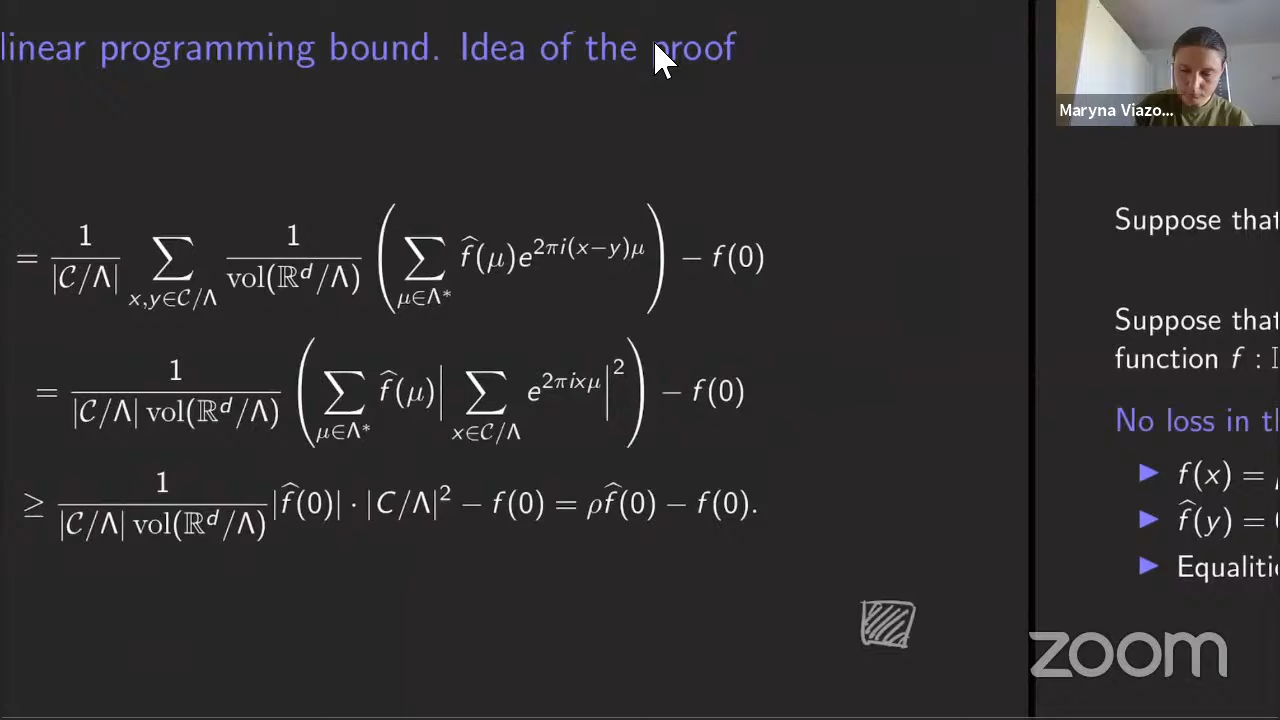 linear programming bound. Idea of the proof
Maryna Viazo...
= 1/|𝒞/Λ| ∑_{x,y∈𝒞/Λ} 1/vol(ℝ^d/Λ) ( ∑_{μ∈Λ*} f̂(μ)e^{2πi(x−y)μ} ) − f(0)
= 1/(|𝒞/Λ| vol(ℝ^d/Λ)) ( ∑_{μ∈Λ*} f̂(μ)| ∑_{x∈𝒞/Λ} e^{2πixμ} |² ) − f(0)
≥ 1/(|𝒞/Λ| vol(ℝ^d/Λ)) |f̂(0)| · |C/Λ|² − f(0) = ρf̂(0) − f(0).
Suppose that
Suppose that
function f :
No loss in
▶ f(x) =
▶ f̂(y) =
▶
zoom